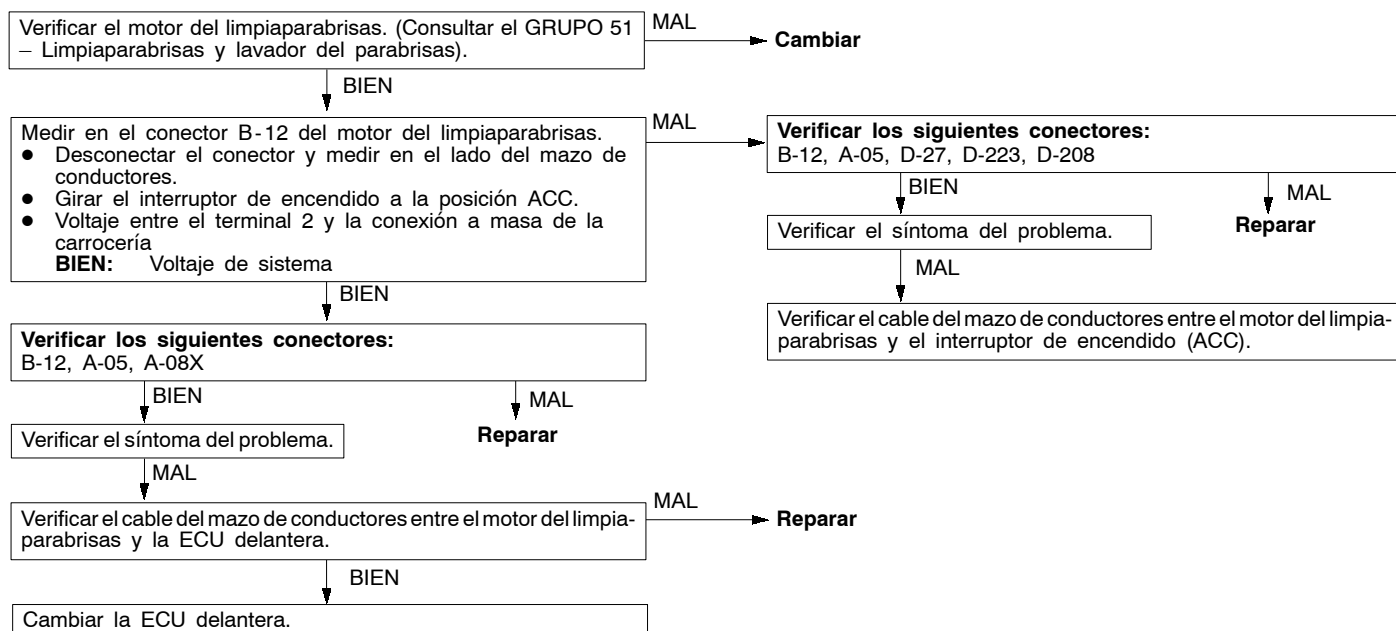 Verificar el motor del limpiaparabrisas. (Consultar el GRUPO 51
– Limpiaparabrisas y lavador del parabrisas).
MAL
Cambiar
BIEN
Medir en el conector B-12 del motor del limpiaparabrisas.
● Desconectar el conector y medir en el lado del mazo de
conductores.
● Girar el interruptor de encendido a la posición ACC.
● Voltaje entre el terminal 2 y la conexión a masa de la
carrocería
BIEN: Voltaje de sistema
MAL
Verificar los siguientes conectores:
B-12, A-05, D-27, D-223, D-208
BIEN
MAL
Reparar
Verificar el síntoma del problema.
MAL
Verificar el cable del mazo de conductores entre el motor del limpia-
parabrisas y el interruptor de encendido (ACC).
BIEN
Verificar los siguientes conectores:
B-12, A-05, A-08X
BIEN
MAL
Reparar
Verificar el síntoma del problema.
MAL
Verificar el cable del mazo de conductores entre el motor del limpia-
parabrisas y la ECU delantera.
MAL
Reparar
BIEN
Cambiar la ECU delantera.